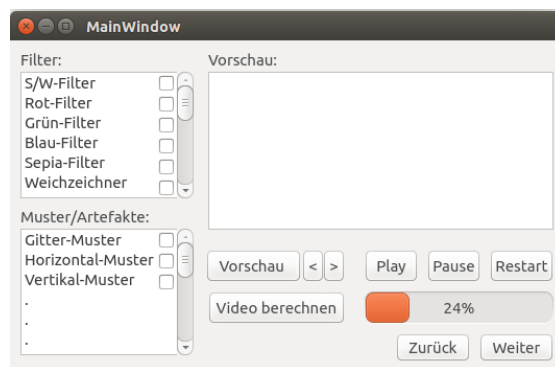 MainWindow
Filter:
S/W-Filter
Rot-Filter
Grün-Filter
Blau-Filter
Sepia-Filter
Weichzeichner
Muster/Artefakte:
Gitter-Muster
Horizontal-Muster
Vertikal-Muster
.
.
.
Vorschau:
Vorschau < > Play Pause Restart
Video berechnen 24%
Zurück Weiter